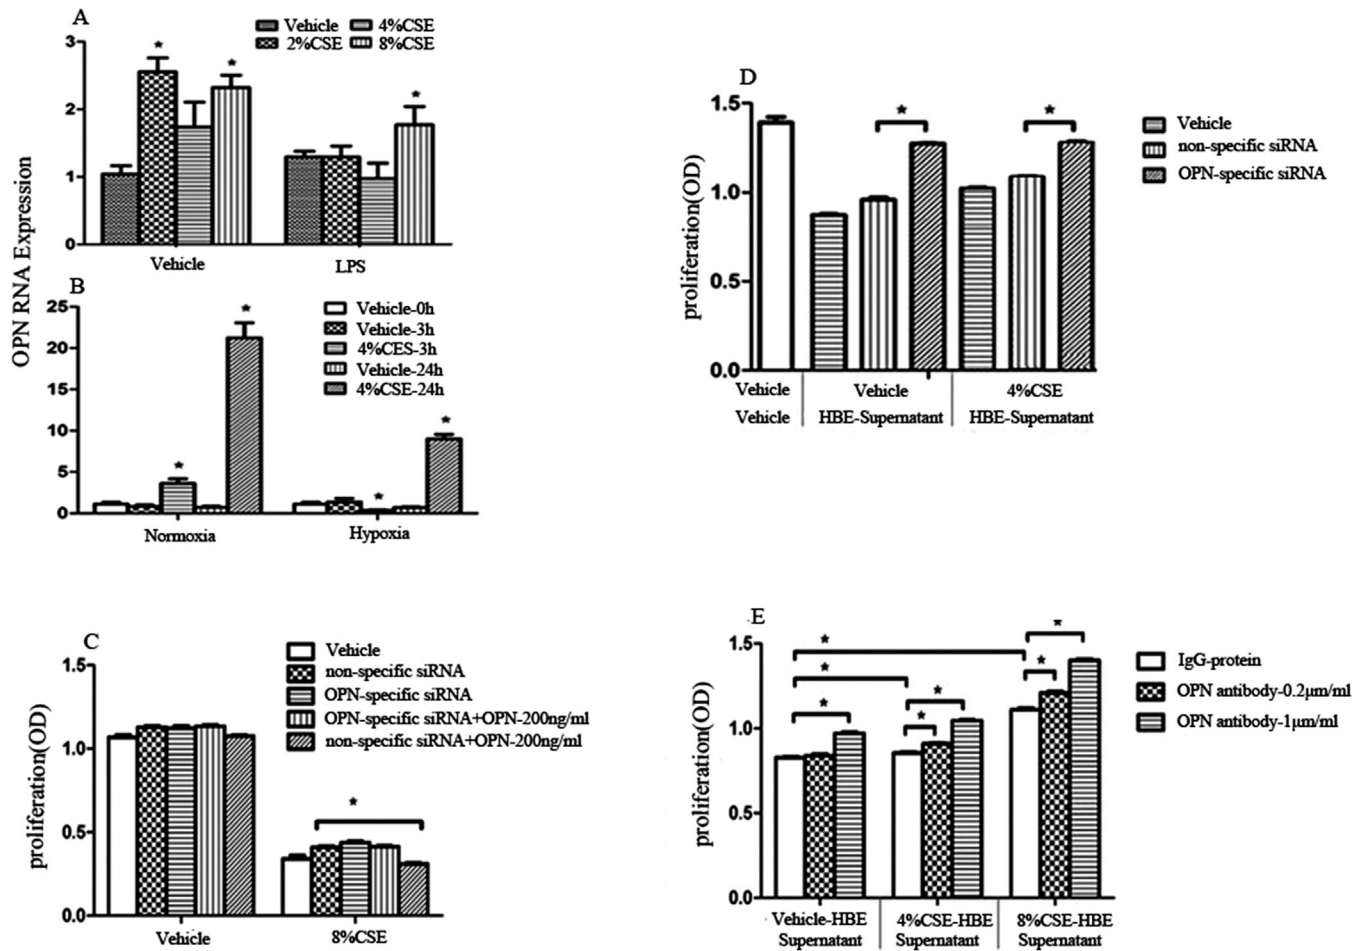 A
Vehicle
4%CSE
2%CSE
8%CSE
3
2
1
0
Vehicle
LPS
OPN RNA Expression
B
25
20
15
10
5
0
Vehicle-0h
Vehicle-3h
4%CES-3h
Vehicle-24h
4%CSE-24h
* * * * * * *
Normoxia
Hypoxia
C
1.5
1.0
0.5
0.0
proliferation(OD)
Vehicle
non-specific siRNA
OPN-specific siRNA
OPN-specific siRNA+OPN-200ng/ml
non-specific siRNA+OPN-200ng/ml
*
Vehicle
8%CSE
D
1.5
1.0
0.5
0.0
proliferation(OD)
* *
Vehicle
non-specific siRNA
OPN-specific siRNA
Vehicle Vehicle 4%CSE
Vehicle HBE-Supernatant HBE-Supernatant
E
1.5
1.0
0.5
0.0
proliferation(OD)
* * * * * * *
IgG-protein
OPN antibody-0.2μm/ml
OPN antibody-1μm/ml
Vehicle-HBE 4%CSE-HBE 8%CSE-HBE
Supernatant Supernatant Supernatant